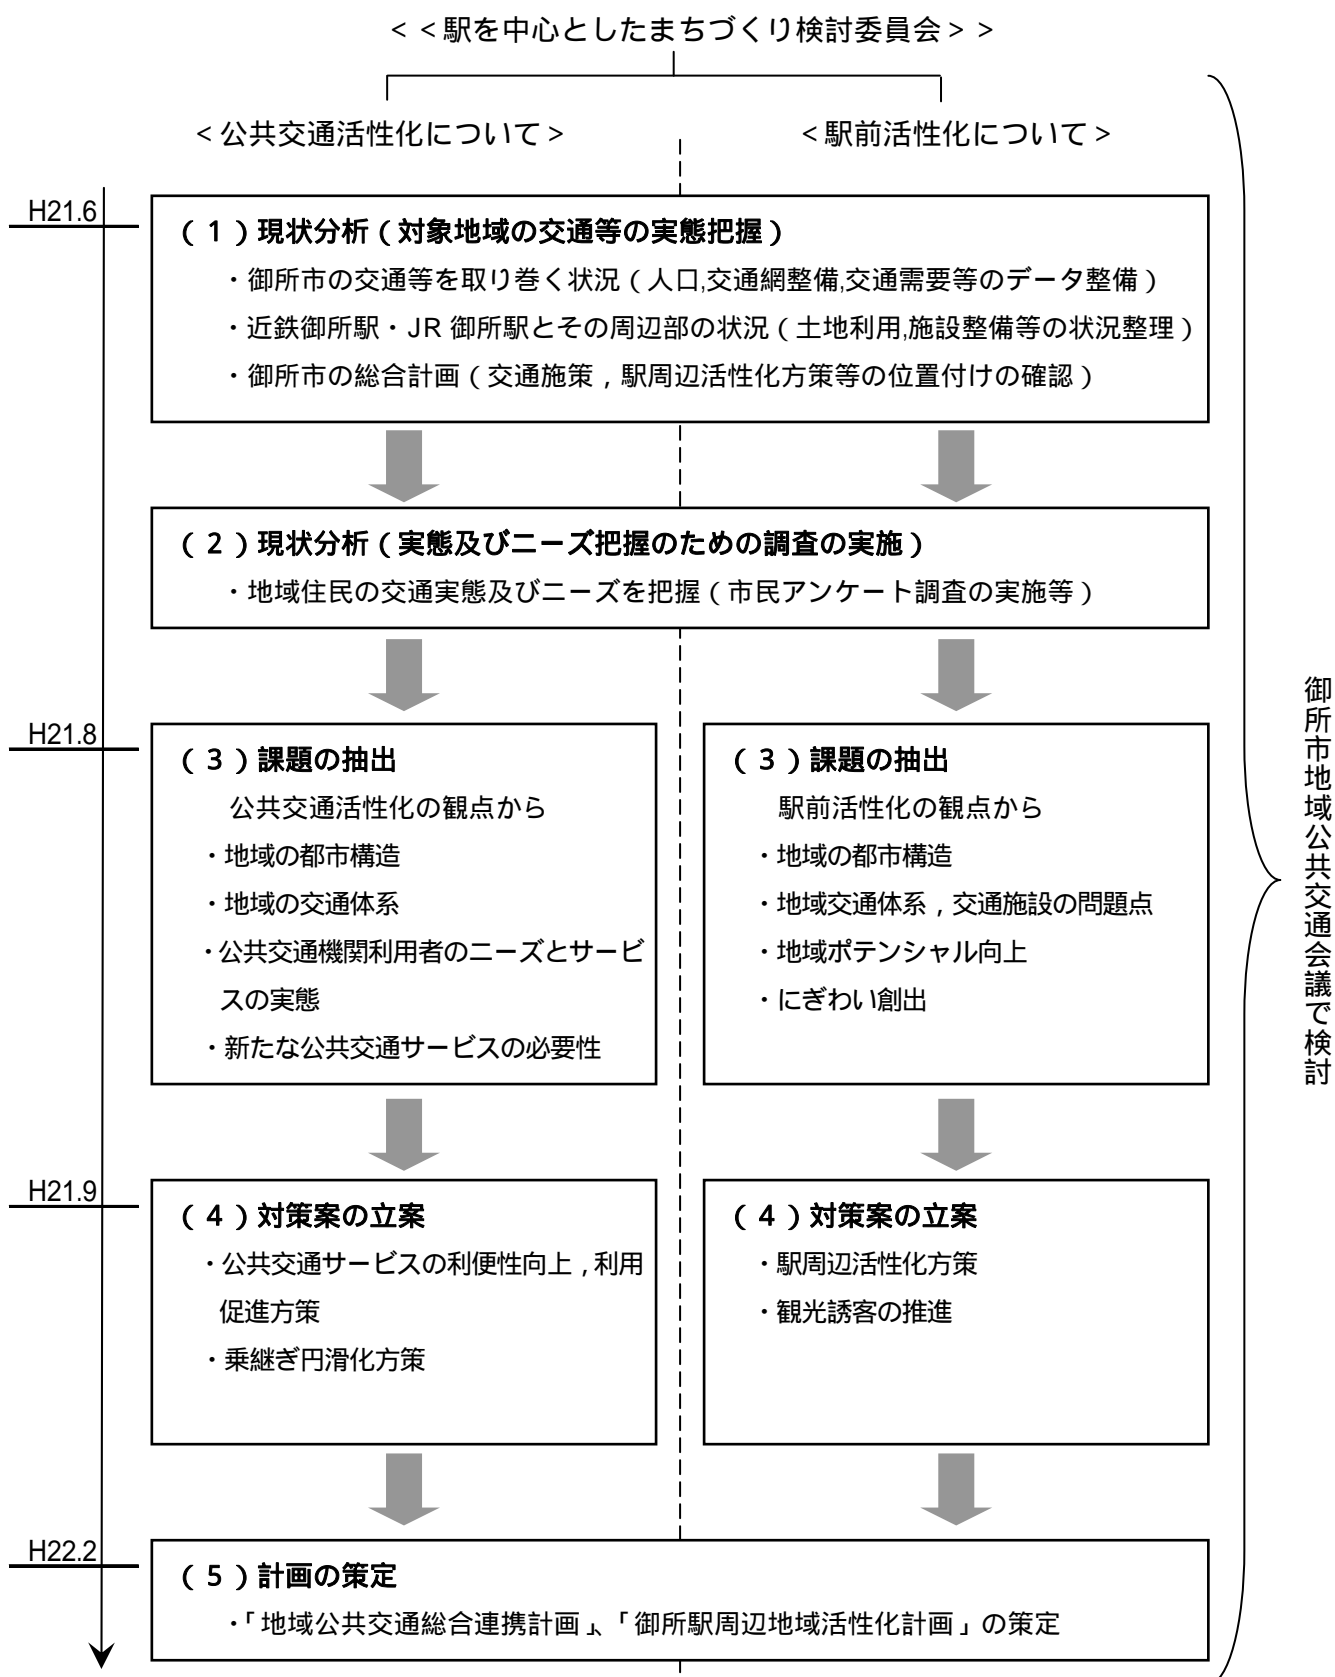 <<駅を中心としたまちづくり検討委員会>>
<公共交通活性化について>
<駅前活性化について>
H21.6
(1)現状分析(対象地域の交通等の実態把握)
・御所市の交通等を取り巻く状況(人口,交通網整備,交通需要等のデータ整備)
・近鉄御所駅・JR御所駅とその周辺部の状況(土地利用,施設整備等の状況整理)
・御所市の総合計画(交通施策,駅周辺活性化方策等の位置付けの確認)
(2)現状分析(実態及びニーズ把握のための調査の実施)
・地域住民の交通実態及びニーズを把握(市民アンケート調査の実施等)
H21.8
(3)課題の抽出
公共交通活性化の観点から
・地域の都市構造
・地域の交通体系
・公共交通機関利用者のニーズとサービ
スの実態
・新たな公共交通サービスの必要性
(3)課題の抽出
駅前活性化の観点から
・地域の都市構造
・地域交通体系,交通施設の問題点
・地域ポテンシャル向上
・にぎわい創出
H21.9
(4)対策案の立案
・公共交通サービスの利便性向上,利用
促進方策
・乗継ぎ円滑化方策
(4)対策案の立案
・駅周辺活性化方策
・観光誘客の推進
H22.2
(5)計画の策定
・「地域公共交通総合連携計画」、「御所駅周辺地域活性化計画」の策定
御所市地域公共交通会議で検討